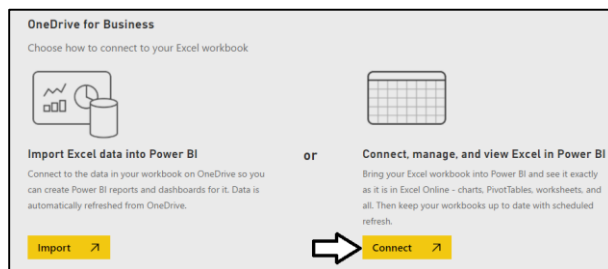 OneDrive for Business
Choose how to connect to your Excel workbook
Import Excel data into Power BI
Connect to the data in your workbook on OneDrive so you
can create Power BI reports and dashboards for it. Data is
automatically refreshed from OneDrive.
Import
or
Connect, manage, and view Excel in Power BI
Bring your Excel workbook into Power BI and see it exactly
as it is in Excel Online - charts, PivotTables, worksheets, and
all. Then keep your workbooks up to date with scheduled
refresh.
Connect